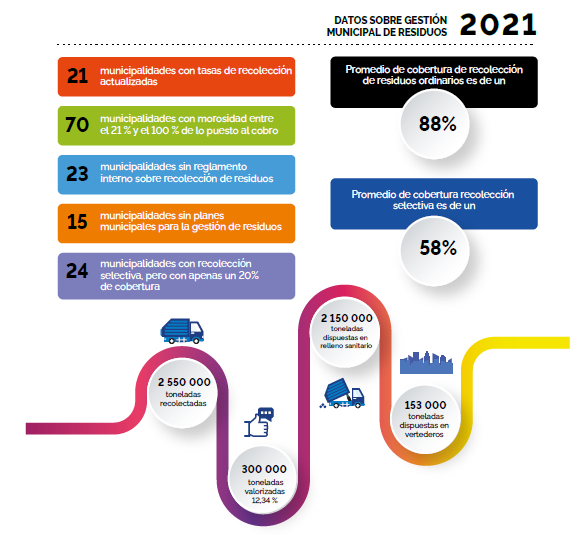 DATOS SOBRE GESTIÓN
MUNICIPAL DE RESIDUOS
2021
21
municipalidades con tasas de recolección
actualizadas
70
municipalidades con morosidad entre
el 21 % y el 100 % de lo puesto al cobro
23
municipalidades sin reglamento
interno sobre recolección de residuos
15
municipalidades sin planes
municipales para la gestión de residuos
24
municipalidades con recolección
selectiva, pero con apenas un 20%
de cobertura
Promedio de cobertura de recolección
de residuos ordinarios es de un
88%
Promedio de cobertura recolección
selectiva es de un
58%
2 550 000
toneladas
recolectadas
300 000
toneladas
valorizadas
12,34 %
2 150 000
toneladas
dispuestas en
relleno sanitario
153 000
toneladas
dispuestas en
vertederos